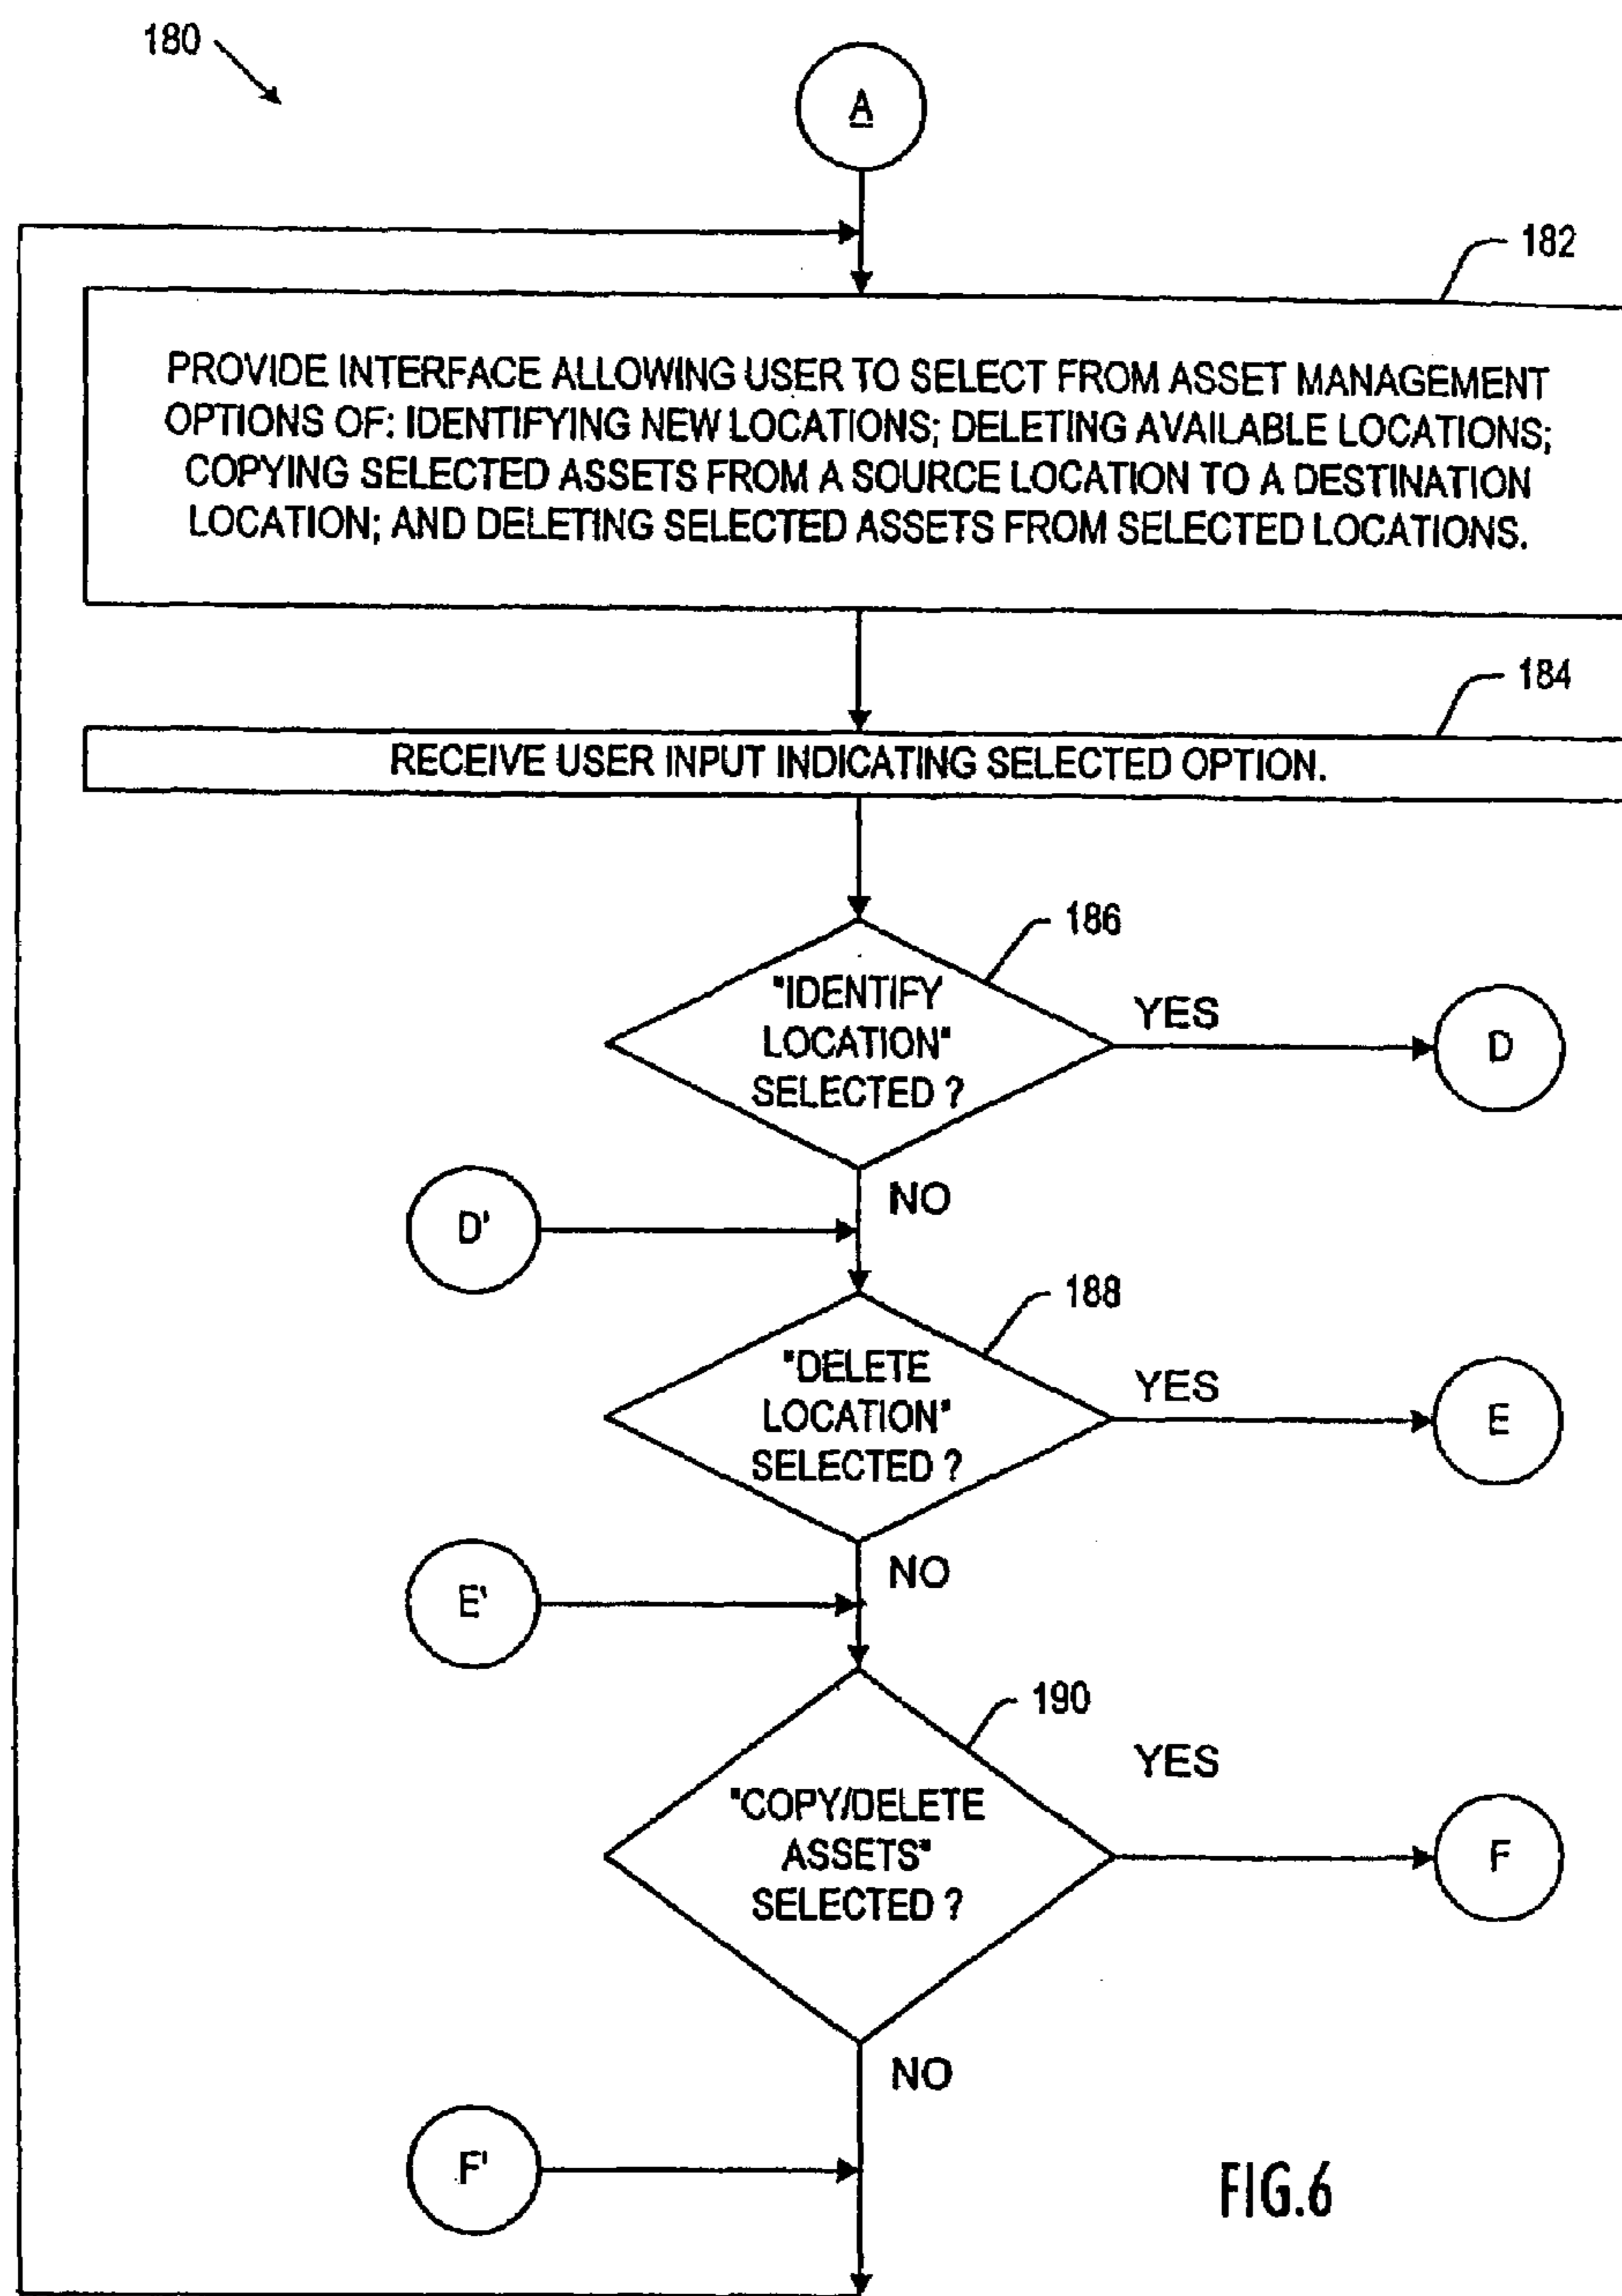 180
A
182
PROVIDE INTERFACE ALLOWING USER TO SELECT FROM ASSET MANAGEMENT
OPTIONS OF: IDENTIFYING NEW LOCATIONS; DELETING AVAILABLE LOCATIONS;
COPYING SELECTED ASSETS FROM A SOURCE LOCATION TO A DESTINATION
LOCATION; AND DELETING SELECTED ASSETS FROM SELECTED LOCATIONS.
184
RECEIVE USER INPUT INDICATING SELECTED OPTION.
186
"IDENTIFY
LOCATION"
SELECTED ?
YES
D
NO
D'
188
"DELETE
LOCATION"
SELECTED ?
YES
E
NO
E'
190
"COPY/DELETE
ASSETS"
SELECTED ?
YES
F
NO
F'
FIG.6